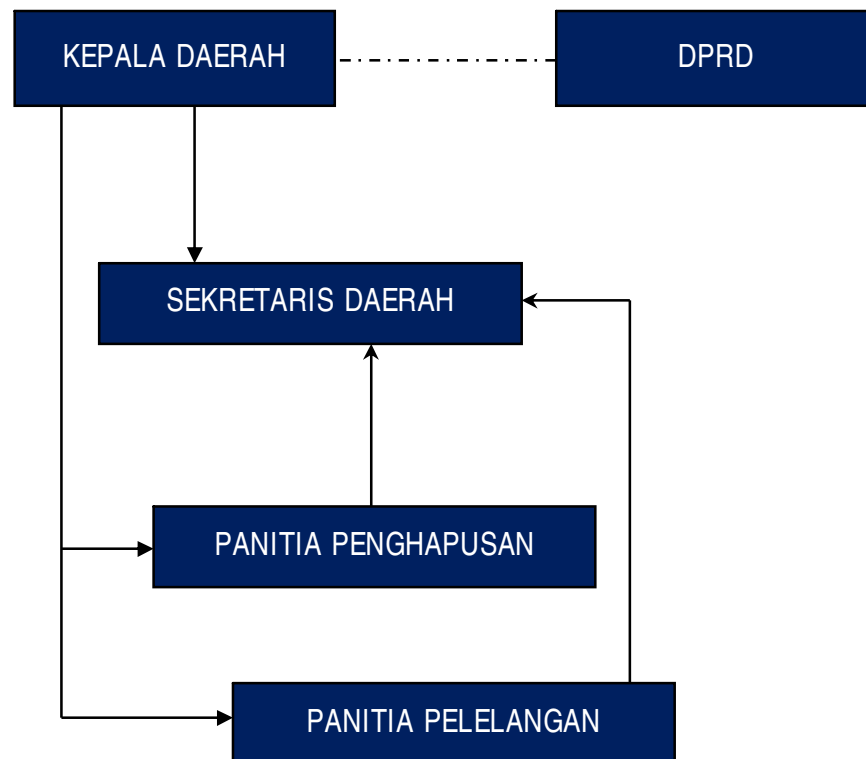 KEPALA DAERAH
DPRD
SEKRETARIS DAERAH
PANITIA PENGHAPUSAN
PANITIA PELELANGAN